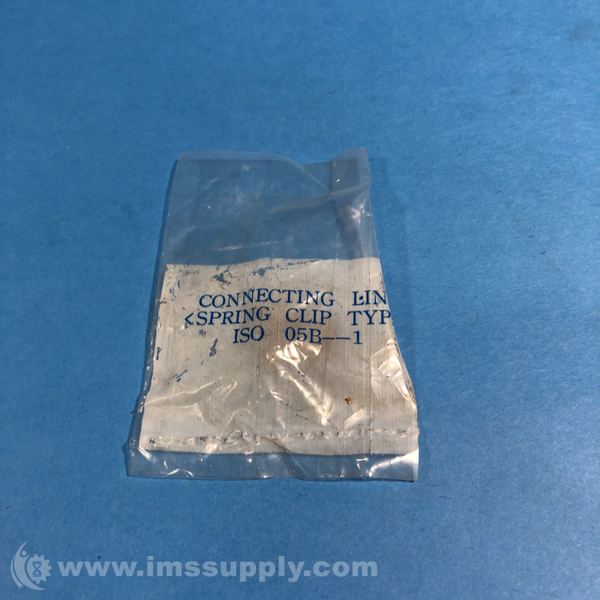 CONNECTING LIN
<SPRING CLIP TYP
ISO 05B--1
www.imssupply.com